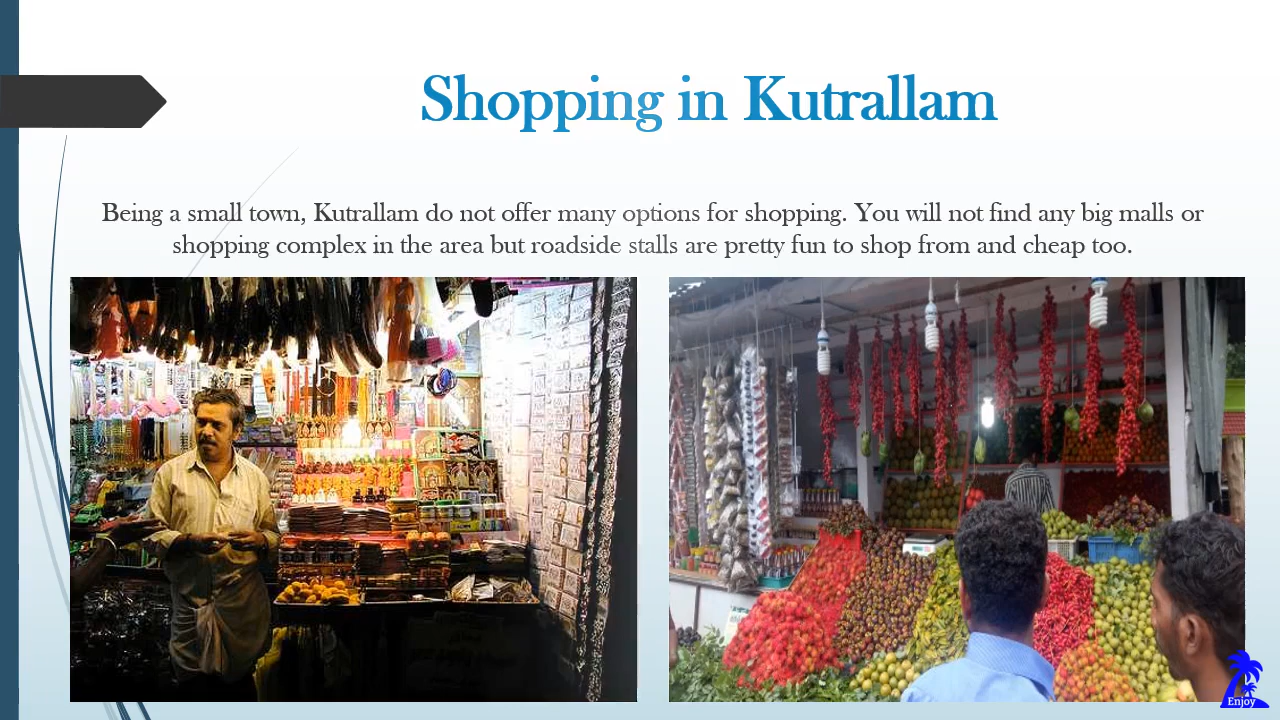 Shopping in Kutrallam
Being a small town, Kutrallam do not offer many options for shopping. You will not find any big malls or
shopping complex in the area but roadside stalls are pretty fun to shop from and cheap too.
Enjoy